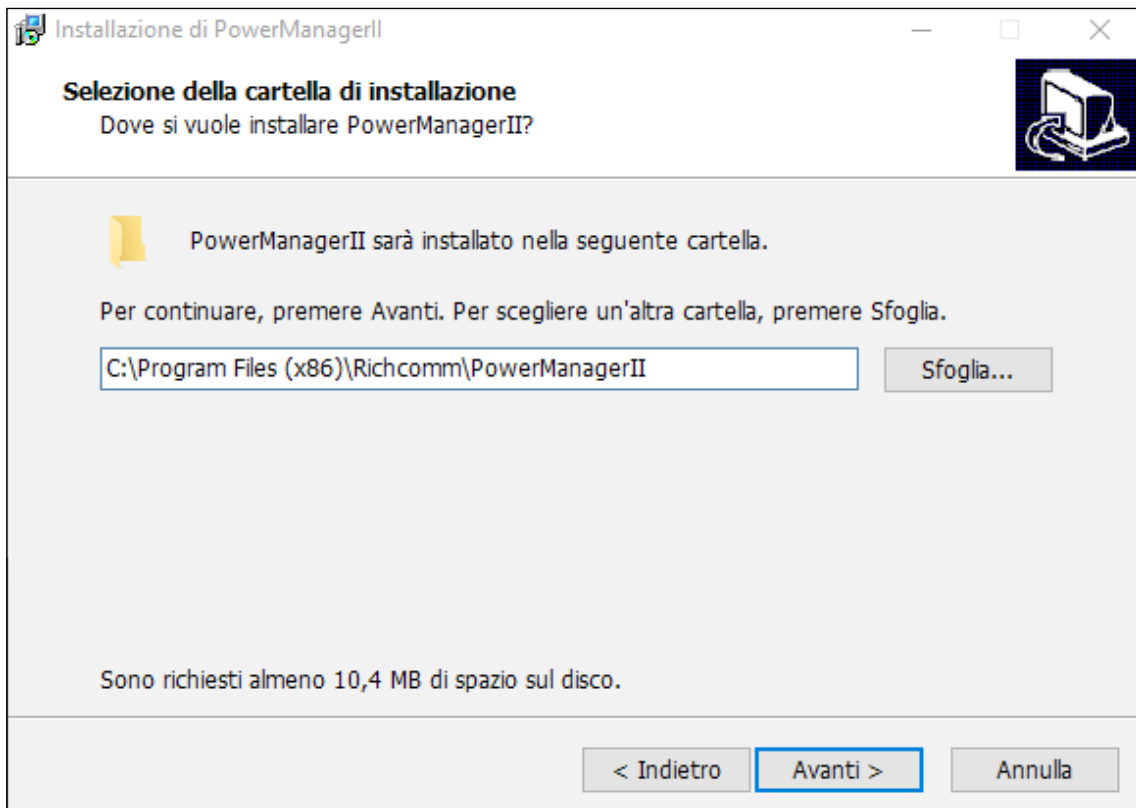 Installazione di PowerManagerII
Selezione della cartella di installazione
Dove si vuole installare PowerManagerII?
PowerManagerII sarà installato nella seguente cartella.
Per continuare, premere Avanti. Per scegliere un'altra cartella, premere Sfoglia.
C:\Program Files (x86)\Richcomm\PowerManagerII
Sfoglia...
Sono richiesti almeno 10,4 MB di spazio sul disco.
< Indietro
Avanti >
Annulla